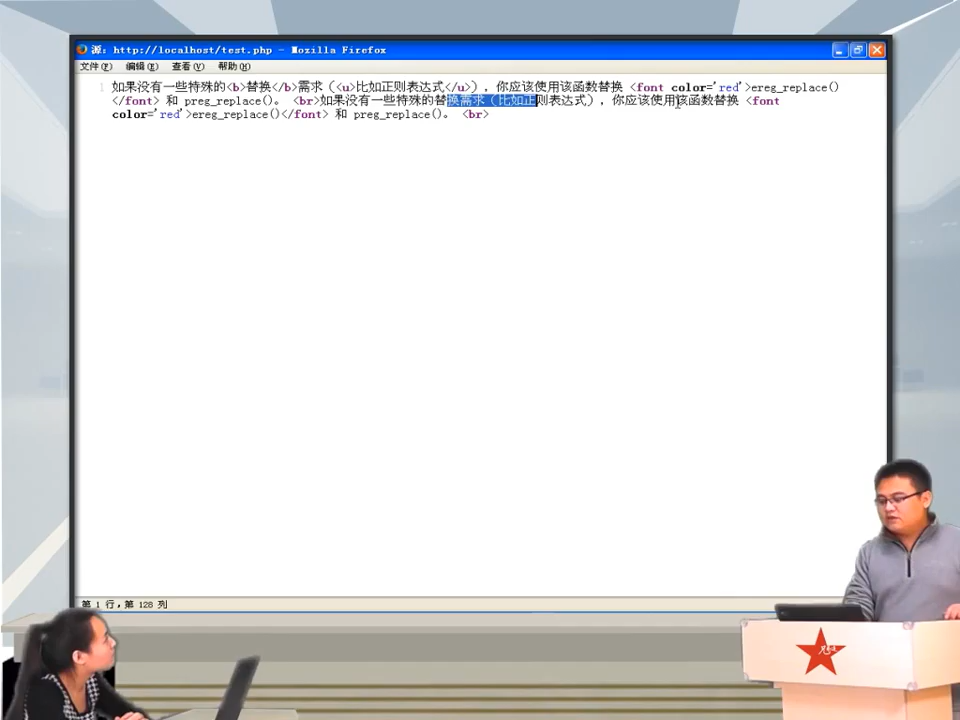 源: http://localhost/test.php - Mozilla Firefox
文件(F) 编辑(E) 查看(V) 帮助(H)
1 如果没有一些特殊的<b>替换</b>需求（<u>比如正则表达式</u>），你应该使用该函数替换 <font color='red'>ereg_replace()
</font> 和 preg_replace()。 <br>如果没有一些特殊的替换需求（比如正则表达式），你应该使用该函数替换 <font
color='red'>ereg_replace()</font> 和 preg_replace()。 <br>
第 1 行，第 128 列